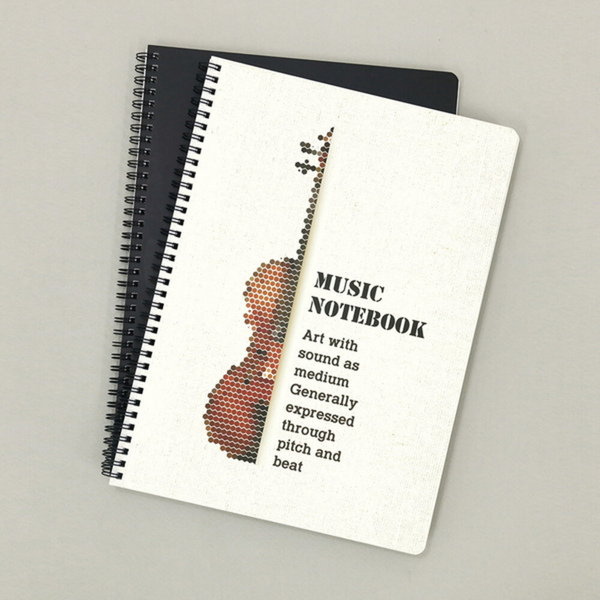 MUSIC
NOTEBOOK
Art with
sound as
medium
Generally
expressed
through
pitch and
beat